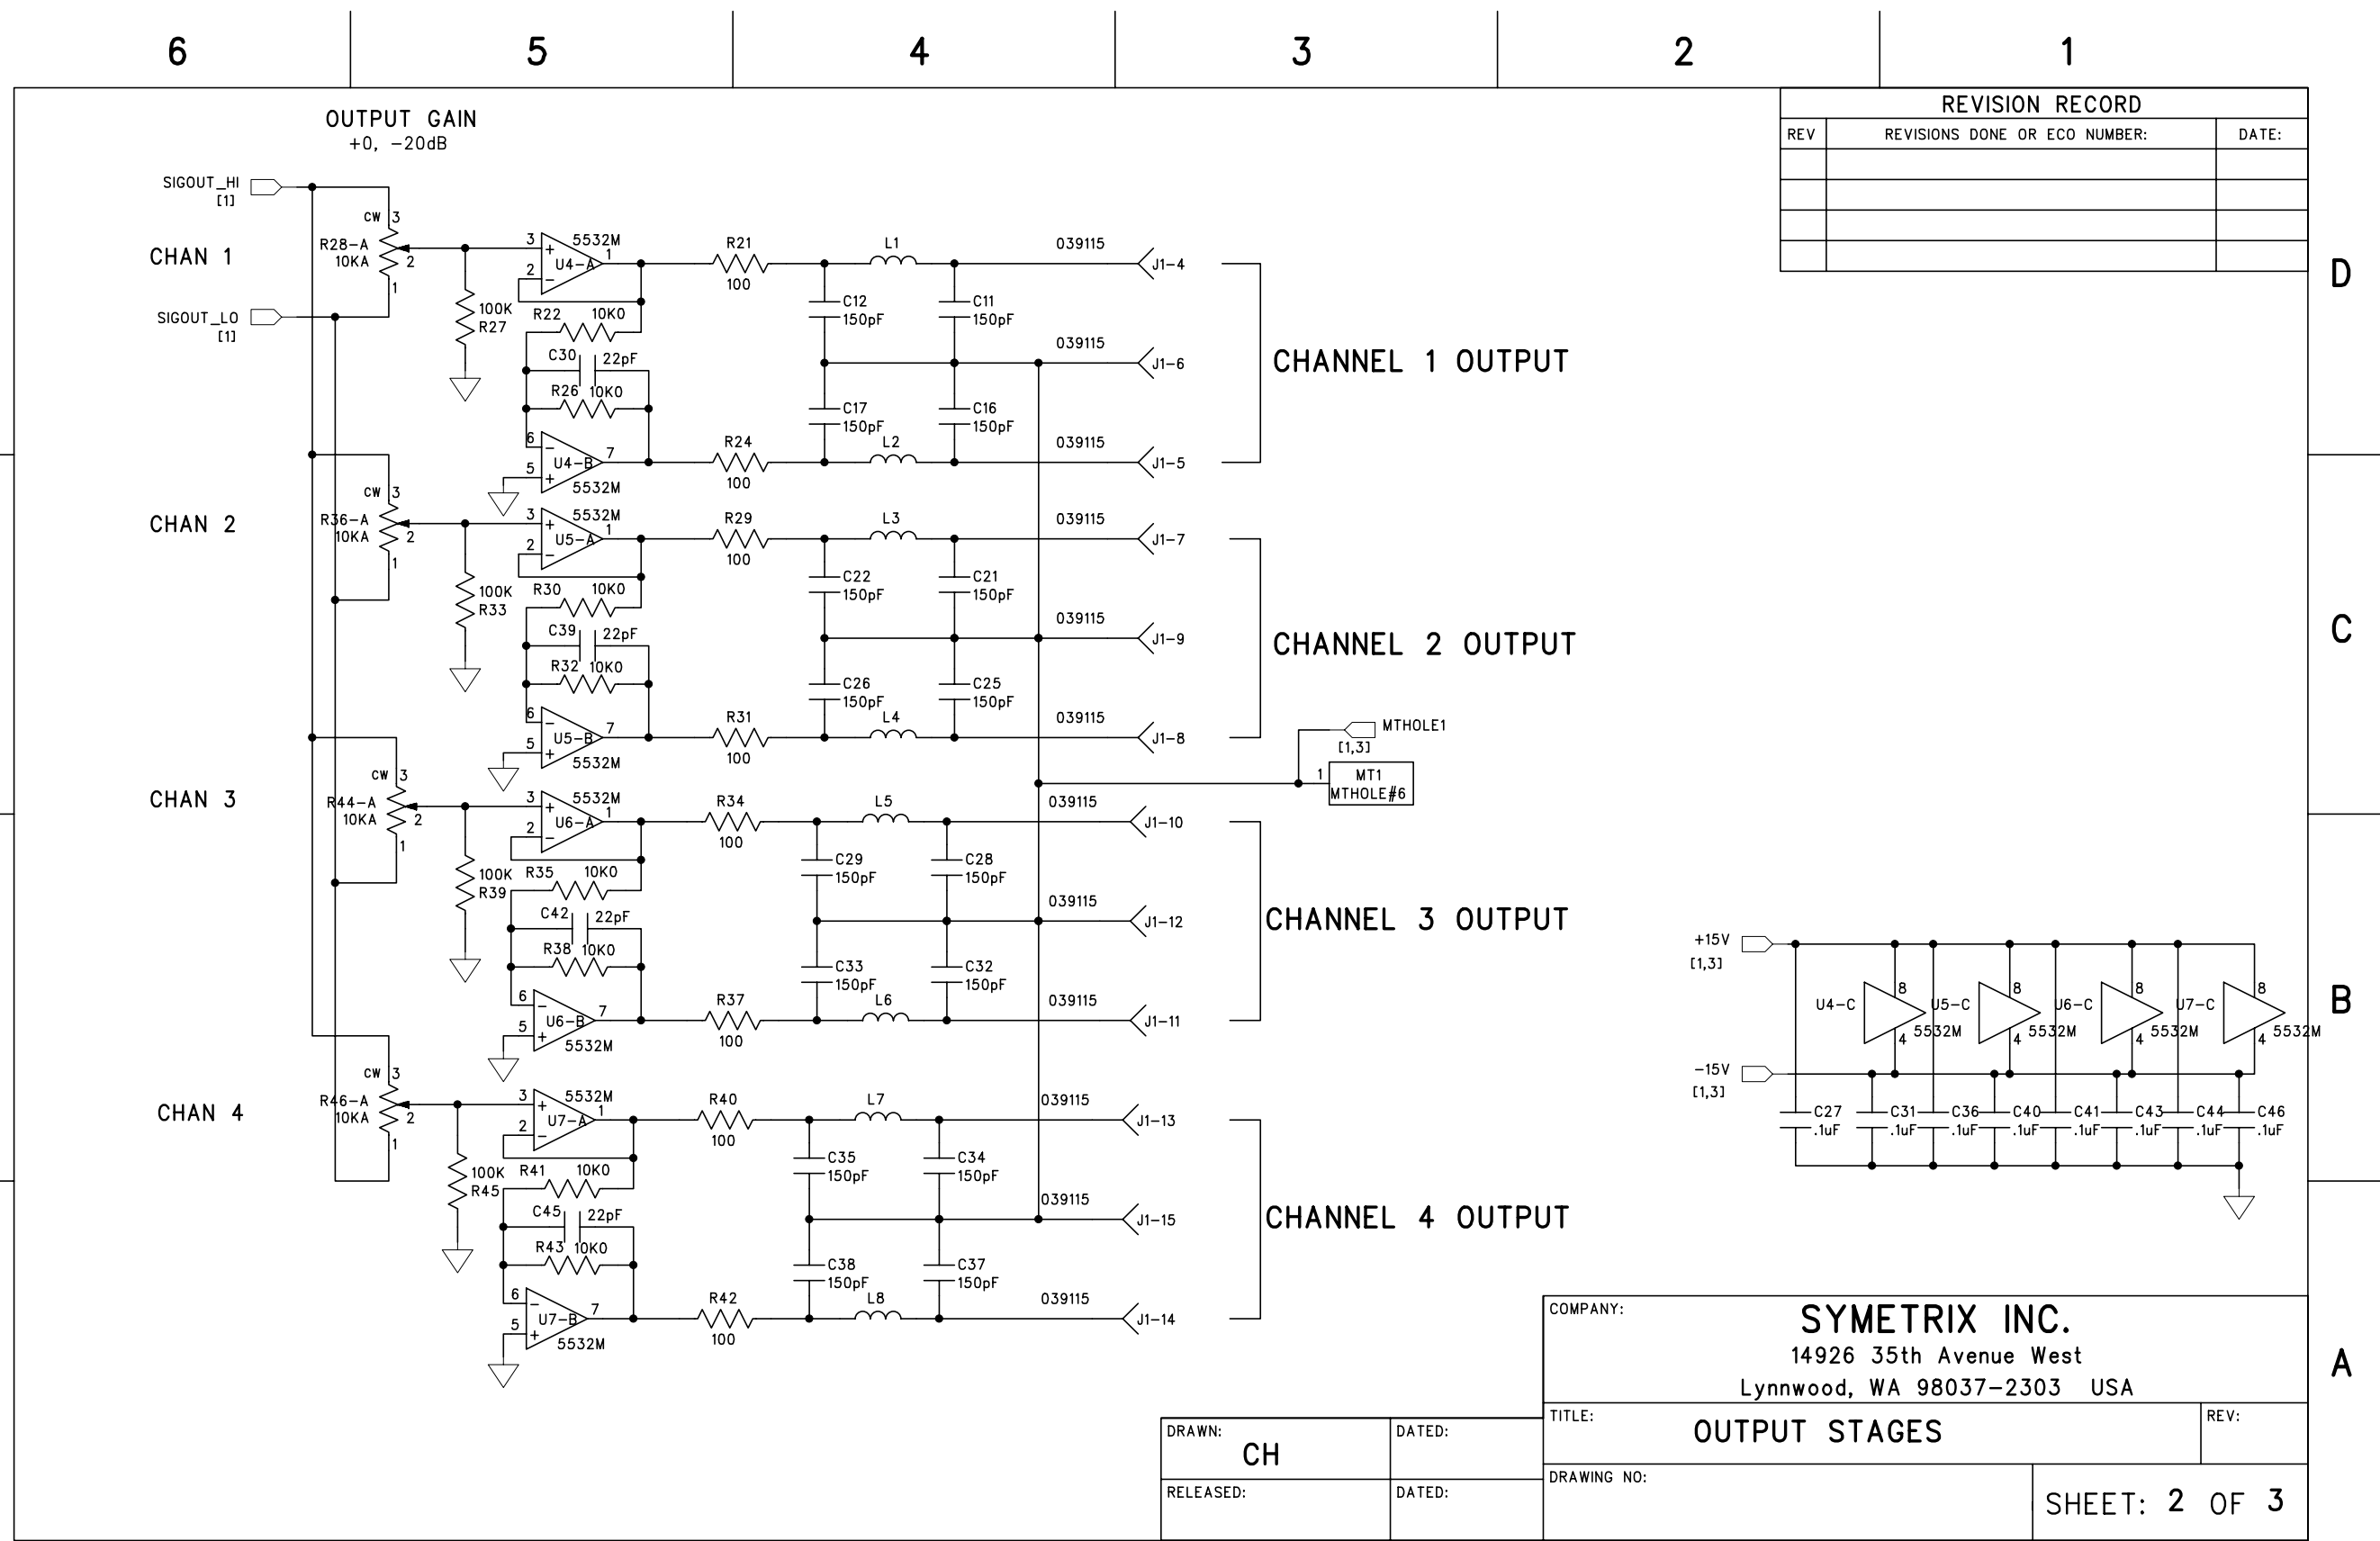 6 5 4 3 2 1
OUTPUT GAIN
+0, -20dB
REVISION RECORD
REV REVISIONS DONE OR ECO NUMBER: DATE:
D
C
B
A
SIGOUT_HI
[1]
SIGOUT_LO
[1]
CHAN 1
CW 3
R28-A
10KA 2
1
100K
R27
3 5532M
+ 1
2 U4-A
-
R22 10K0
C30 22pF
R26 10K0
6 - 7
U4-B
5 +
5532M
R21
100
R24
100
L1
C12
150pF
C11
150pF
C17
150pF
C16
150pF
L2
039115
J1-4
039115
J1-6
039115
J1-5
CHANNEL 1 OUTPUT
CHAN 2
CW 3
R36-A
10KA 2
1
100K
R33
3 5532M
+ 1
2 U5-A
-
R30 10K0
C39 22pF
R32 10K0
6 - 7
U5-B
5 +
5532M
R29
100
R31
100
L3
C22
150pF
C21
150pF
C26
150pF
C25
150pF
L4
039115
J1-7
039115
J1-9
039115
J1-8
CHANNEL 2 OUTPUT
MTHOLE1
[1,3]
1 MT1
MTHOLE#6
CHAN 3
CW 3
R44-A
10KA 2
1
100K
R39
3 5532M
+ 1
2 U6-A
-
R35 10K0
C42 22pF
R38 10K0
6 - 7
U6-B
5 +
5532M
R34
100
R37
100
L5
C29
150pF
C28
150pF
C33
150pF
C32
150pF
L6
039115
J1-10
039115
J1-12
039115
J1-11
CHANNEL 3 OUTPUT
CHAN 4
CW 3
R46-A
10KA 2
1
100K
R45
3 5532M
+ 1
2 U7-A
-
R41 10K0
C45 22pF
R43 10K0
6 - 7
U7-B
5 +
5532M
R40
100
R42
100
L7
C35
150pF
C34
150pF
C38
150pF
C37
150pF
L8
039115
J1-13
039115
J1-15
039115
J1-14
CHANNEL 4 OUTPUT
+15V
[1,3]
8 8 8 8
U4-C U5-C U6-C U7-C
5532M 5532M 5532M 5532M
4 4 4 4
-15V
[1,3]
C27 C31 C36 C40 C41 C43 C44 C46
.1uF .1uF .1uF .1uF .1uF .1uF .1uF .1uF
COMPANY:
SYMETRIX INC.
14926 35th Avenue West
Lynnwood, WA 98037-2303 USA
TITLE:
OUTPUT STAGES
REV:
DRAWN:
CH
DATED:
RELEASED:
DATED:
DRAWING NO:
SHEET: 2 OF 3